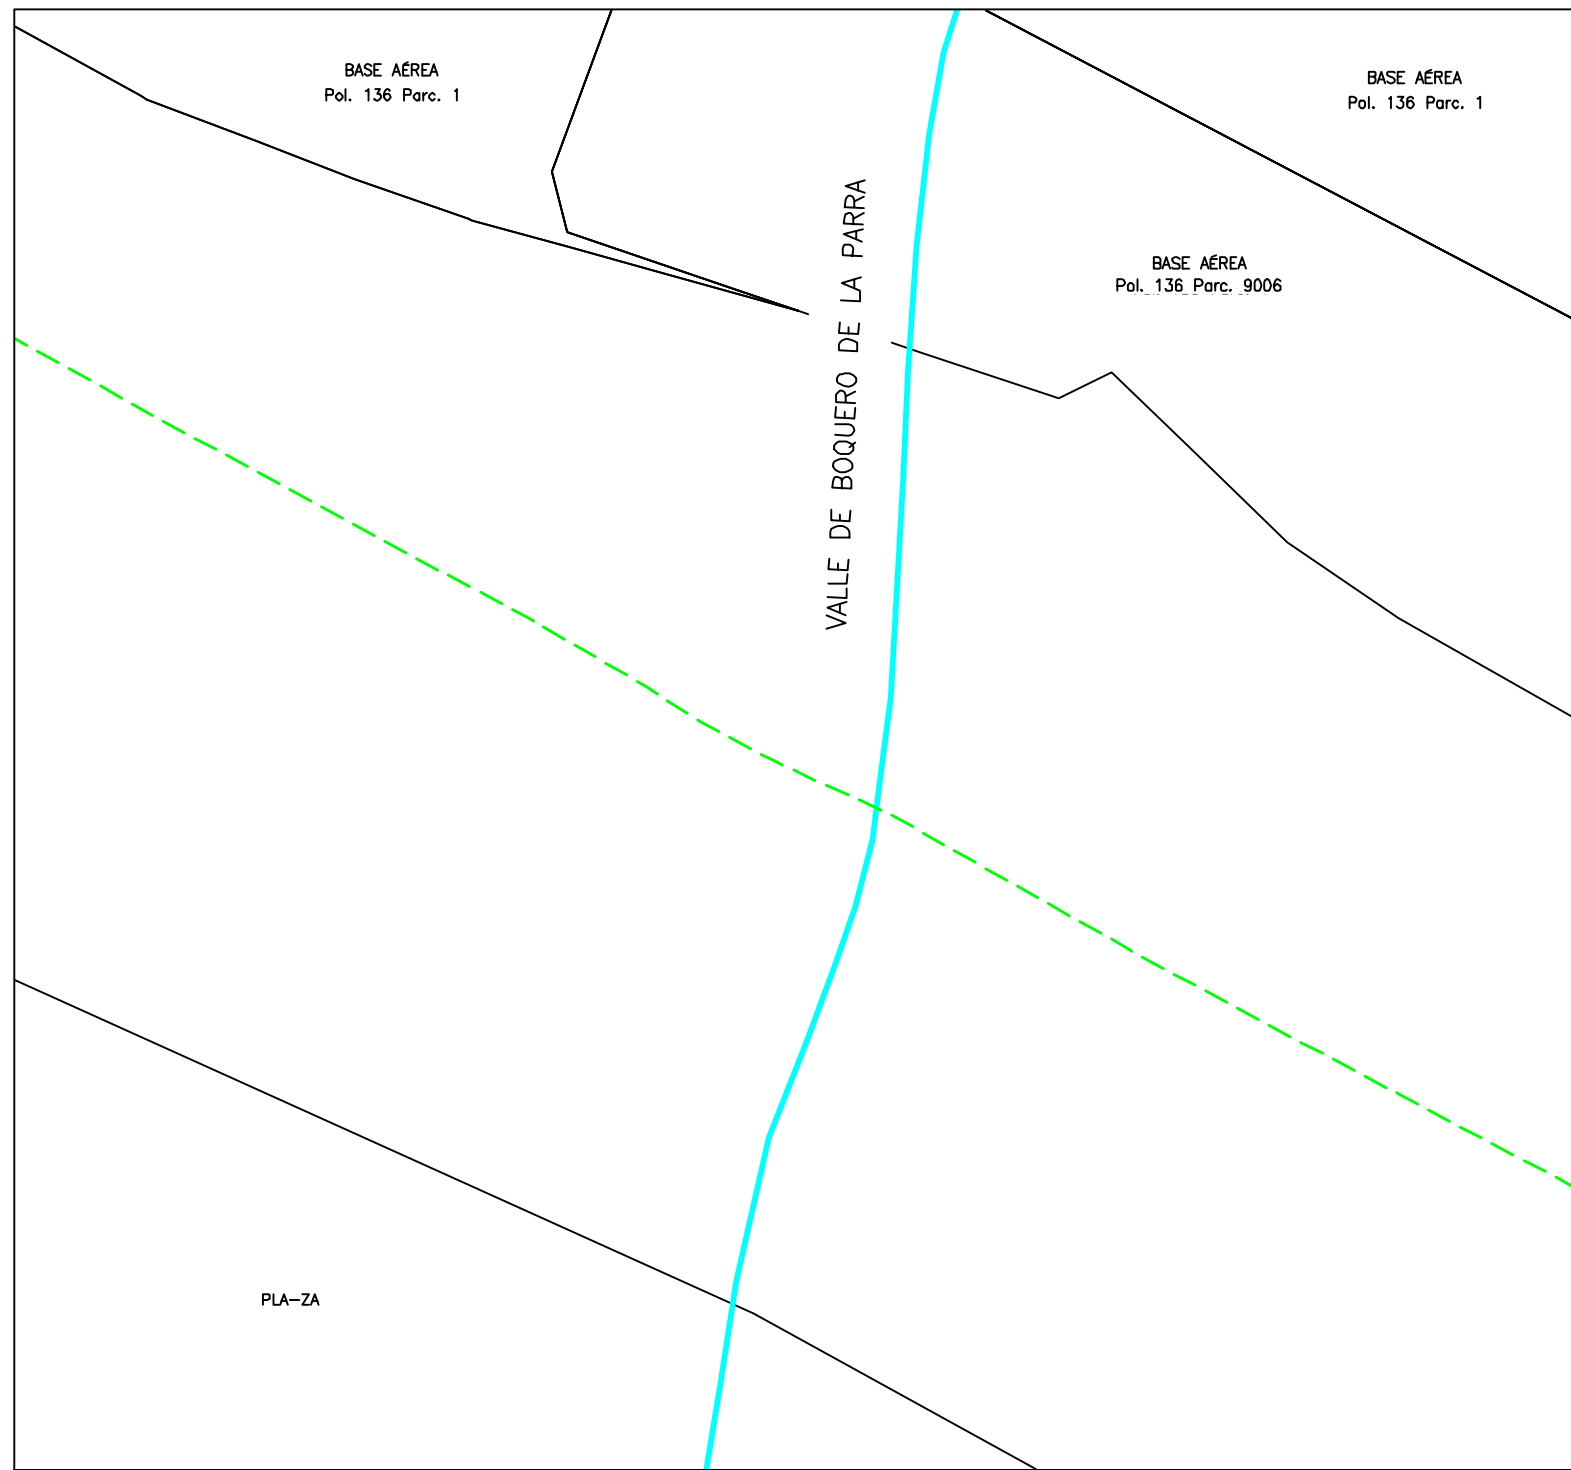 BASE AÉREA
Pol. 136 Parc. 1
BASE AÉREA
Pol. 136 Parc. 1
VALLE DE BOQUERO DE LA PARRA
BASE AÉREA
Pol. 136 Parc. 9006
PLA-ZA